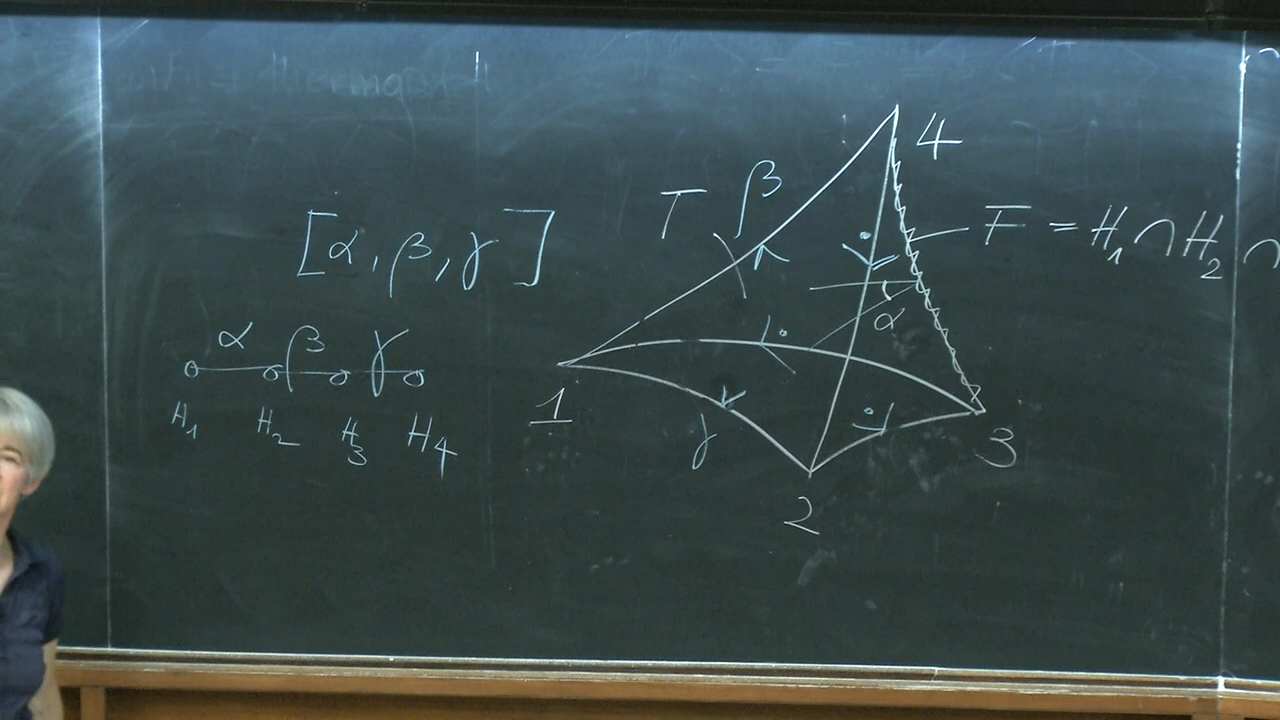 [α, β, γ]
α β γ
H₁ H₂ H₃ H₄
T β
4
F = H₁ ∩ H₂ ∩
α
1
γ
3
2